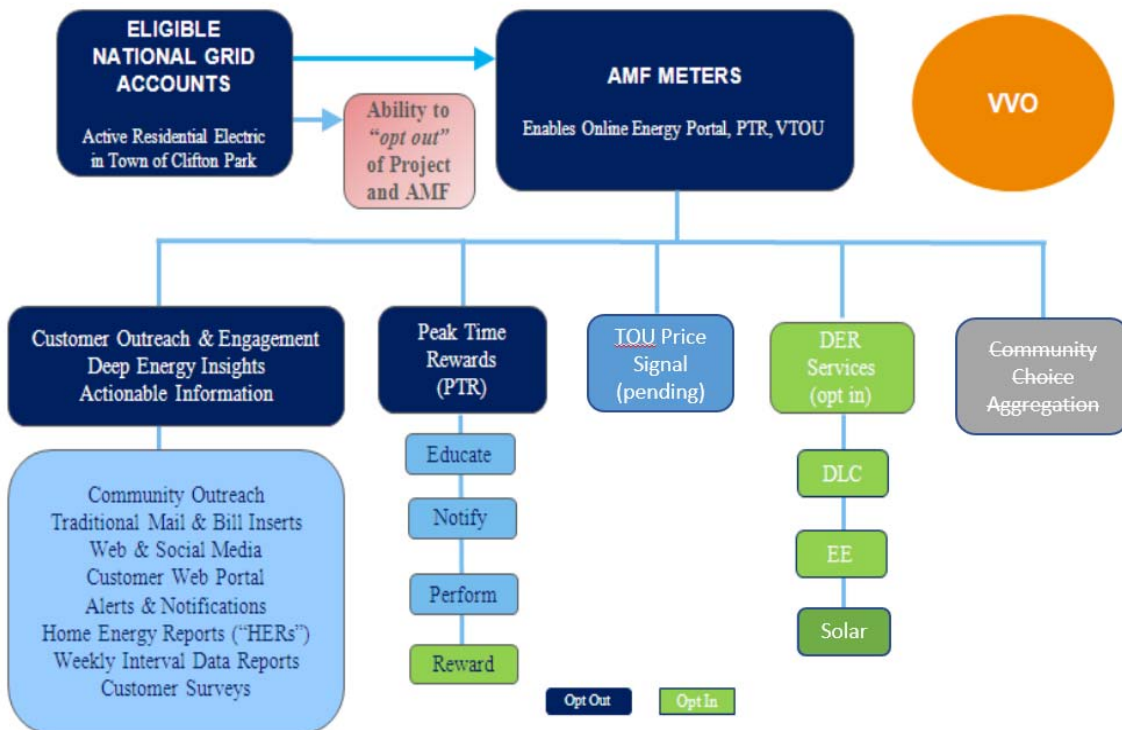 ELIGIBLE
NATIONAL GRID
ACCOUNTS
Active Residential Electric
in Town of Clifton Park
Ability to
“opt out”
of Project
and AMF
AMF METERS
Enables Online Energy Portal, PTR, VTOU
VVO
Customer Outreach & Engagement
Deep Energy Insights
Actionable Information
Peak Time
Rewards
(PTR)
TOU Price
Signal
(pending)
DER
Services
(opt in)
Community
Choice
Aggregation
Community Outreach
Traditional Mail & Bill Inserts
Web & Social Media
Customer Web Portal
Alerts & Notifications
Home Energy Reports (“HERs”)
Weekly Interval Data Reports
Customer Surveys
Educate
Notify
Perform
Reward
DLC
EE
Solar
Opt Out
Opt In